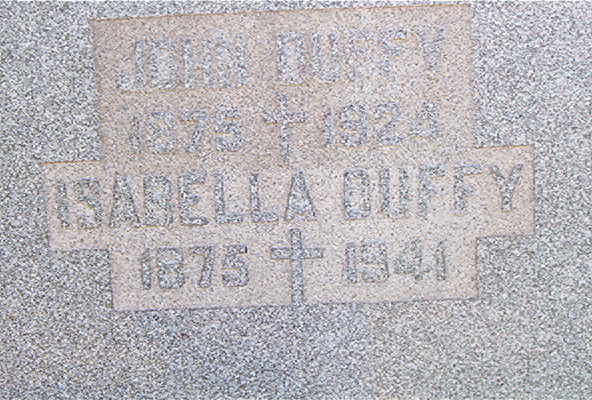 JOHN DUFFY
1875 ✝ 1924
ISABELLA DUFFY
1875 ✝ 1941